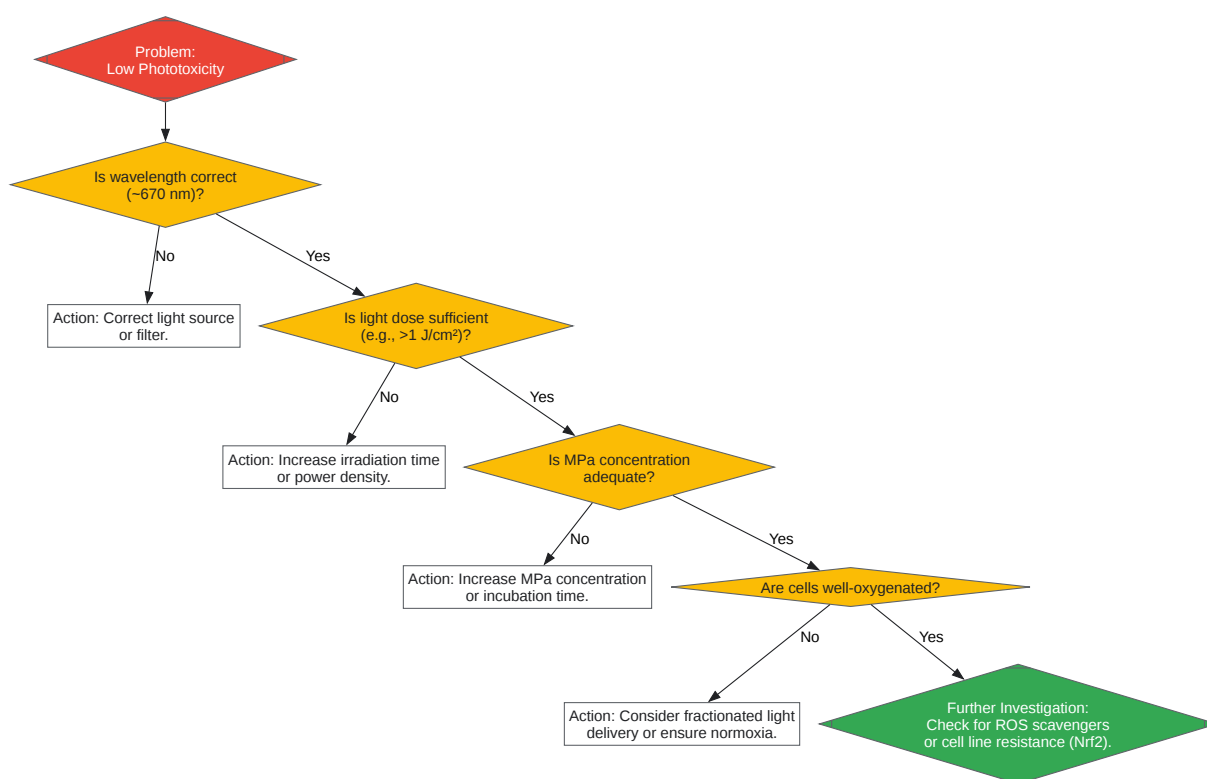 Problem:
Low Phototoxicity
Is wavelength correct
(~670 nm)?
No
Yes
Action: Correct light source
or filter.
Is light dose sufficient
(e.g., >1 J/cm²)?
No
Yes
Action: Increase irradiation time
or power density.
Is MPa concentration
adequate?
No
Yes
Action: Increase MPa concentration
or incubation time.
Are cells well-oxygenated?
No
Yes
Action: Consider fractionated light
delivery or ensure normoxia.
Further Investigation:
Check for ROS scavengers
or cell line resistance (Nrf2).